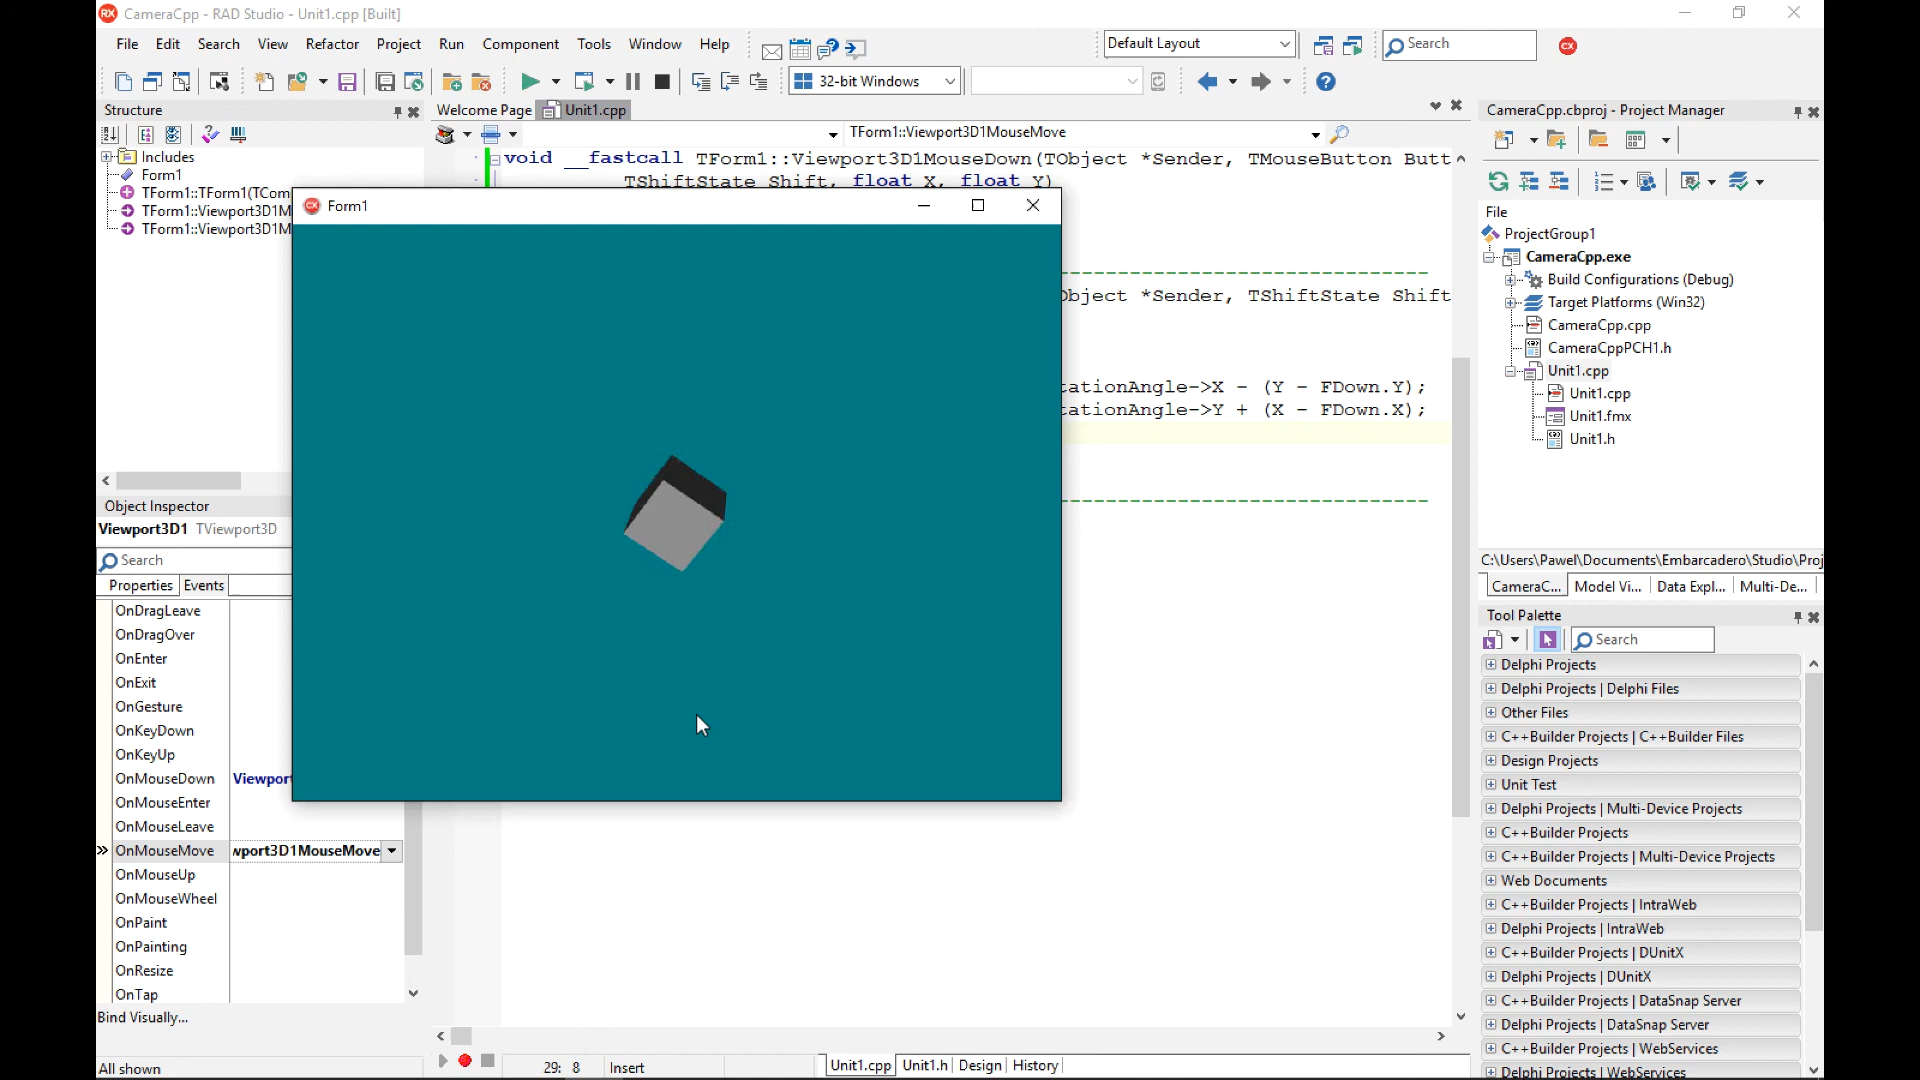 CameraCpp - RAD Studio - Unit1.cpp [Built]
File Edit Search View Refactor Project Run Component Tools Window Help
Default Layout
Search
32-bit Windows
Structure
Includes
Form1
TForm1::TForm1(TCom
TForm1::Viewport3D1M
TForm1::Viewport3D1M
Welcome Page
Unit1.cpp
TForm1::Viewport3D1MouseMove
void __fastcall TForm1::Viewport3D1MouseDown(TObject *Sender, TMouseButton Butt
TShiftState Shift, float X, float Y)
Form1
Object *Sender, TShiftState Shift
tationAngle->X - (Y - FDown.Y);
tationAngle->Y + (X - FDown.X);
Object Inspector
Viewport3D1 TViewport3D
Search
Properties Events
OnDragLeave
OnDragOver
OnEnter
OnExit
OnGesture
OnKeyDown
OnKeyUp
OnMouseDown Viewport
OnMouseEnter
OnMouseLeave
OnMouseMove wport3D1MouseMove
OnMouseUp
OnMouseWheel
OnPaint
OnPainting
OnResize
OnTap
Bind Visually...
All shown
29: 8 Insert
Unit1.cpp Unit1.h Design History
CameraCpp.cbproj - Project Manager
File
ProjectGroup1
CameraCpp.exe
Build Configurations (Debug)
Target Platforms (Win32)
CameraCpp.cpp
CameraCppPCH1.h
Unit1.cpp
Unit1.cpp
Unit1.fmx
Unit1.h
C:\Users\Pawel\Documents\Embarcadero\Studio\Proj
CameraC... Model Vi... Data Expl... Multi-De...
Tool Palette
Search
Delphi Projects
Delphi Projects | Delphi Files
Other Files
C++Builder Projects | C++Builder Files
Design Projects
Unit Test
Delphi Projects | Multi-Device Projects
C++Builder Projects
C++Builder Projects | Multi-Device Projects
Web Documents
C++Builder Projects | IntraWeb
Delphi Projects | IntraWeb
C++Builder Projects | DUnitX
Delphi Projects | DUnitX
C++Builder Projects | DataSnap Server
Delphi Projects | DataSnap Server
C++Builder Projects | WebServices
Delphi Projects | WebServices